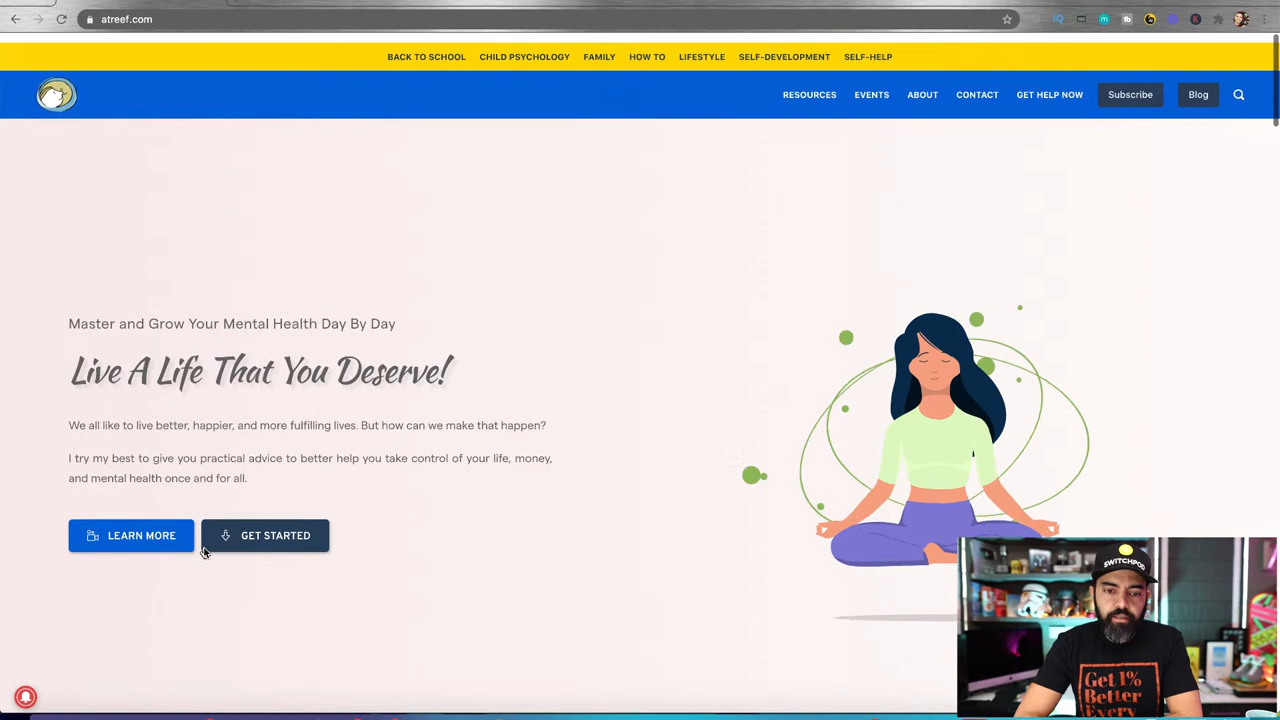 atreef.com
BACK TO SCHOOL CHILD PSYCHOLOGY FAMILY HOW TO LIFESTYLE SELF-DEVELOPMENT SELF-HELP
RESOURCES EVENTS ABOUT CONTACT GET HELP NOW Subscribe Blog
Master and Grow Your Mental Health Day By Day
Live A Life That You Deserve!
We all like to live better, happier, and more fulfilling lives. But how can we make that happen?
I try my best to give you practical advice to better help you take control of your life, money,
and mental health once and for all.
LEARN MORE GET STARTED
SWITCHPOD
Get 1%
Better
Every